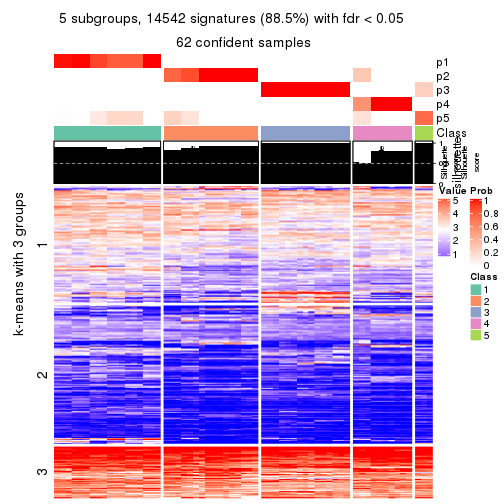 5 subgroups, 14542 signatures (88.5%) with fdr < 0.05
62 confident samples
p1
p2
p3
p4
p5
Class
Silhouette
score
k-means with 3 groups
1
2
3
Value
5
4
3
2
1
Prob
1
0.8
0.6
0.4
0.2
0
Class
1
2
3
4
5